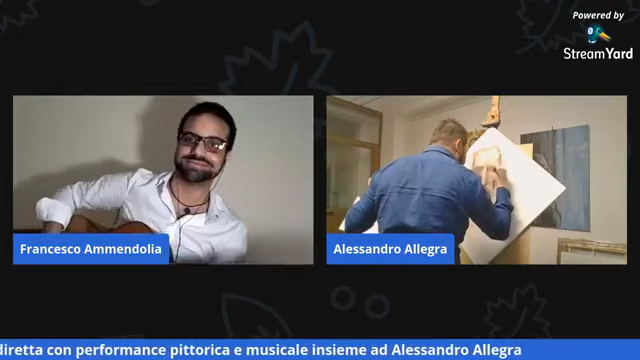 Powered by
StreamYard
Francesco Ammendolia
Alessandro Allegra
diretta con performance pittorica e musicale insieme ad Alessandro Allegra